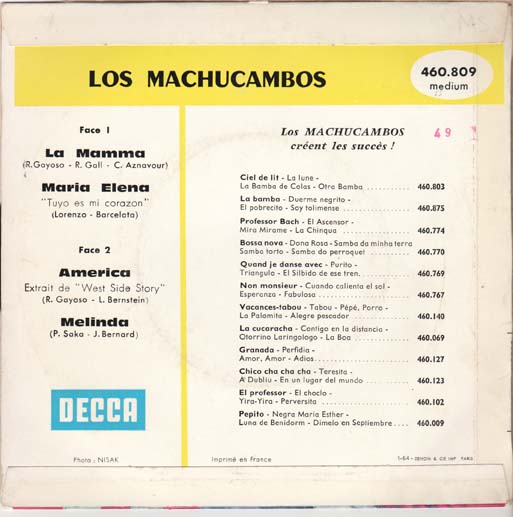 LOS MACHUCAMBOS
460.809
medium
Face 1
La Mamma
(R.Gayoso - R. Gall - C. Aznavour)
Maria Elena
"Tuyo es mi corazon"
(Lorenzo - Barcelata)
Face 2
America
Extrait de "West Side Story"
(R. Gayoso - L. Bernstein)
Melinda
(P. Saka - J. Bernard)
DECCA
Photo : NISAK
Los MACHUCAMBOS
créent les succès !
49
Ciel de lit - La lune -
La Bamba de Colas - Otra Bamba .......... 460.803
La bamba - Duerme negrito -
El pobrecito - Soy tolimense .......... 460.875
Professor Bach - El Ascensor -
Mira Mirame - La Chinqua .......... 460.774
Bossa nova - Dona Rosa - Samba da minha terra
Samba torto - Samba do perroquet .......... 460.770
Quand je danse avec - Purito -
Triangulo - El Silbido de ese tren. .......... 460.769
Non monsieur - Cuando calienta el sol -
Esperanza - Fabulosa .......... 460.767
Vacances-tabou - Tabou - Pépé, Porro -
La Palomita - Alegre pescador .......... 460.140
La cucaracha - Contigo en la distancia -
Otorrino Laringologo - La Boa .......... 460.069
Granada - Perfidia -
Amor, Amor - Adios .......... 460.127
Chico cha cha cha - Teresita -
A'Dubliu - En un lugar del mundo .......... 460.123
El professor - El choclo -
Yira-Yira - Perversita .......... 460.102
Pepito - Negra Maria Esther -
Luna de Benidorm - Dimelo en Septiembre .... 460.009
Imprimé en France
1-64 - ZENON & CIE IMP PARIS